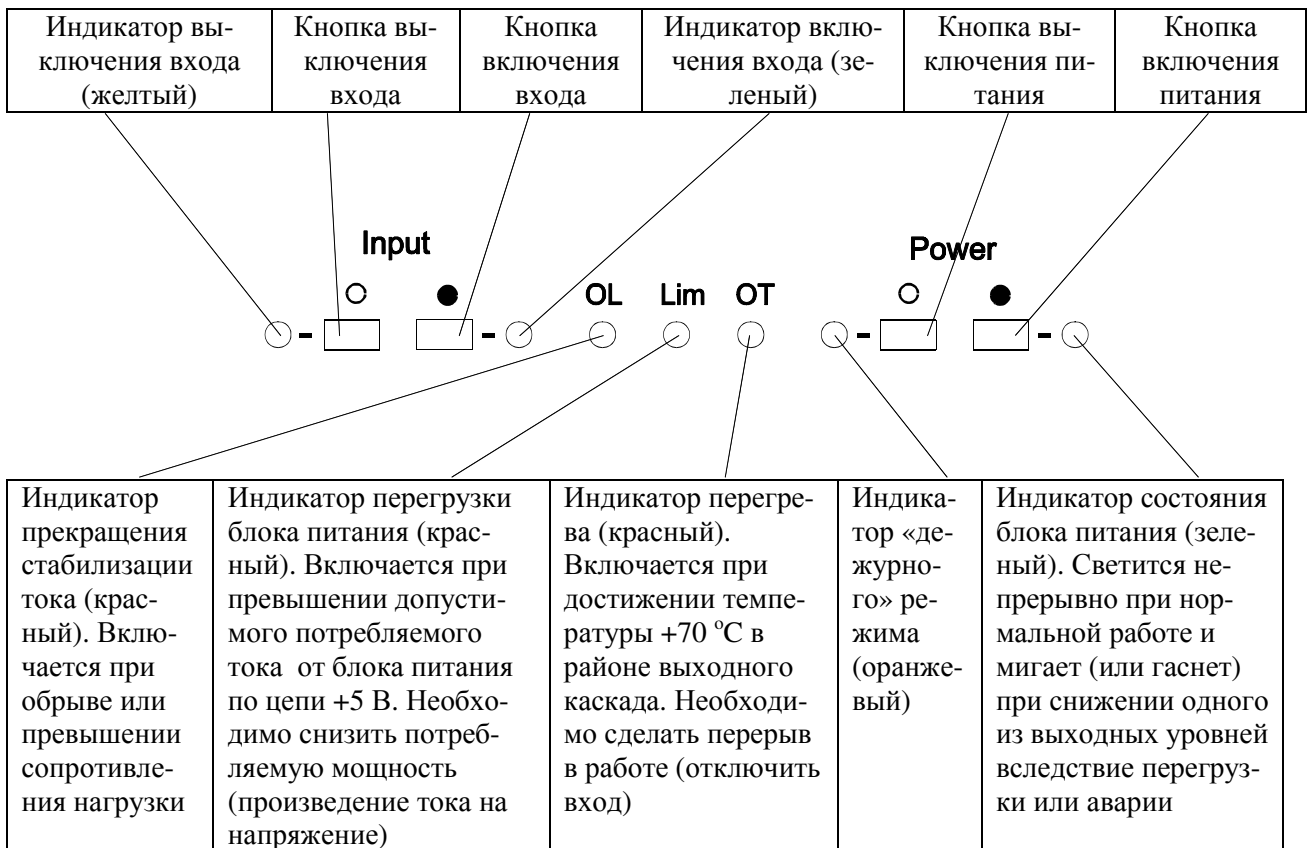 Индикатор вы-
ключения входа
(желтый)
Кнопка вы-
ключения
входа
Кнопка
включения
входа
Индикатор вклю-
чения входа (зе-
леный)
Кнопка вы-
ключения пи-
тания
Кнопка
включения
питания
Input
Power
OL Lim OT
Индикатор
прекращения
стабилизации
тока (крас-
ный). Вклю-
чается при
обрыве или
превышении
сопротивле-
ния нагрузки
Индикатор перегрузки
блока питания (крас-
ный). Включается при
превышении допусти-
мого потребляемого
тока от блока питания
по цепи +5 В. Необхо-
димо снизить потреб-
ляемую мощность
(произведение тока на
напряжение)
Индикатор перегре-
ва (красный).
Включается при
достижении темпе-
ратуры +70 °С в
районе выходного
каскада. Необходи-
мо сделать перерыв
в работе (отключить
вход)
Индика-
тор «де-
журно-
го» ре-
жима
(оранже-
вый)
Индикатор состояния
блока питания (зеле-
ный). Светится не-
прерывно при нор-
мальной работе и
мигает (или гаснет)
при снижении одного
из выходных уровней
вследствие перегруз-
ки или аварии